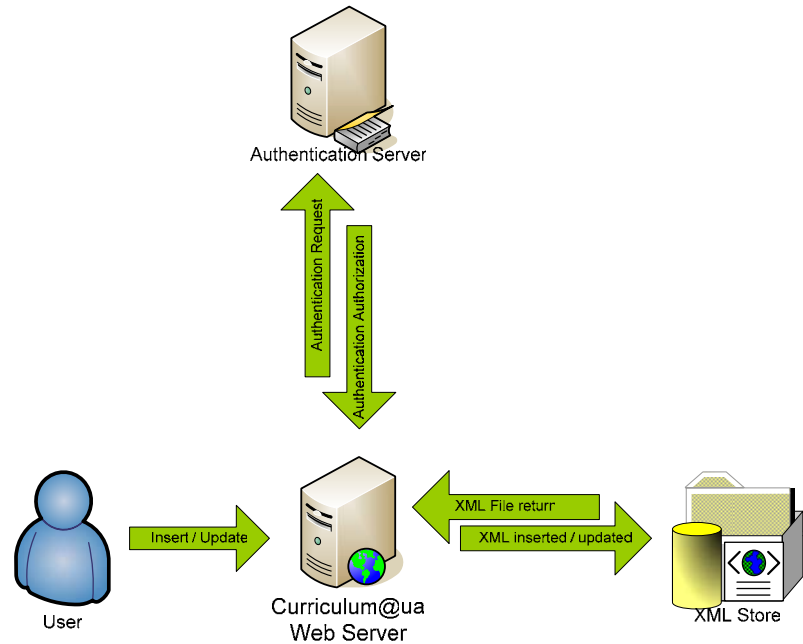 Authentication Server
Authentication Request
Authentication Authorization
Insert / Update
XML File return
XML inserted / updated
User
Curriculum@ua
Web Server
XML Store